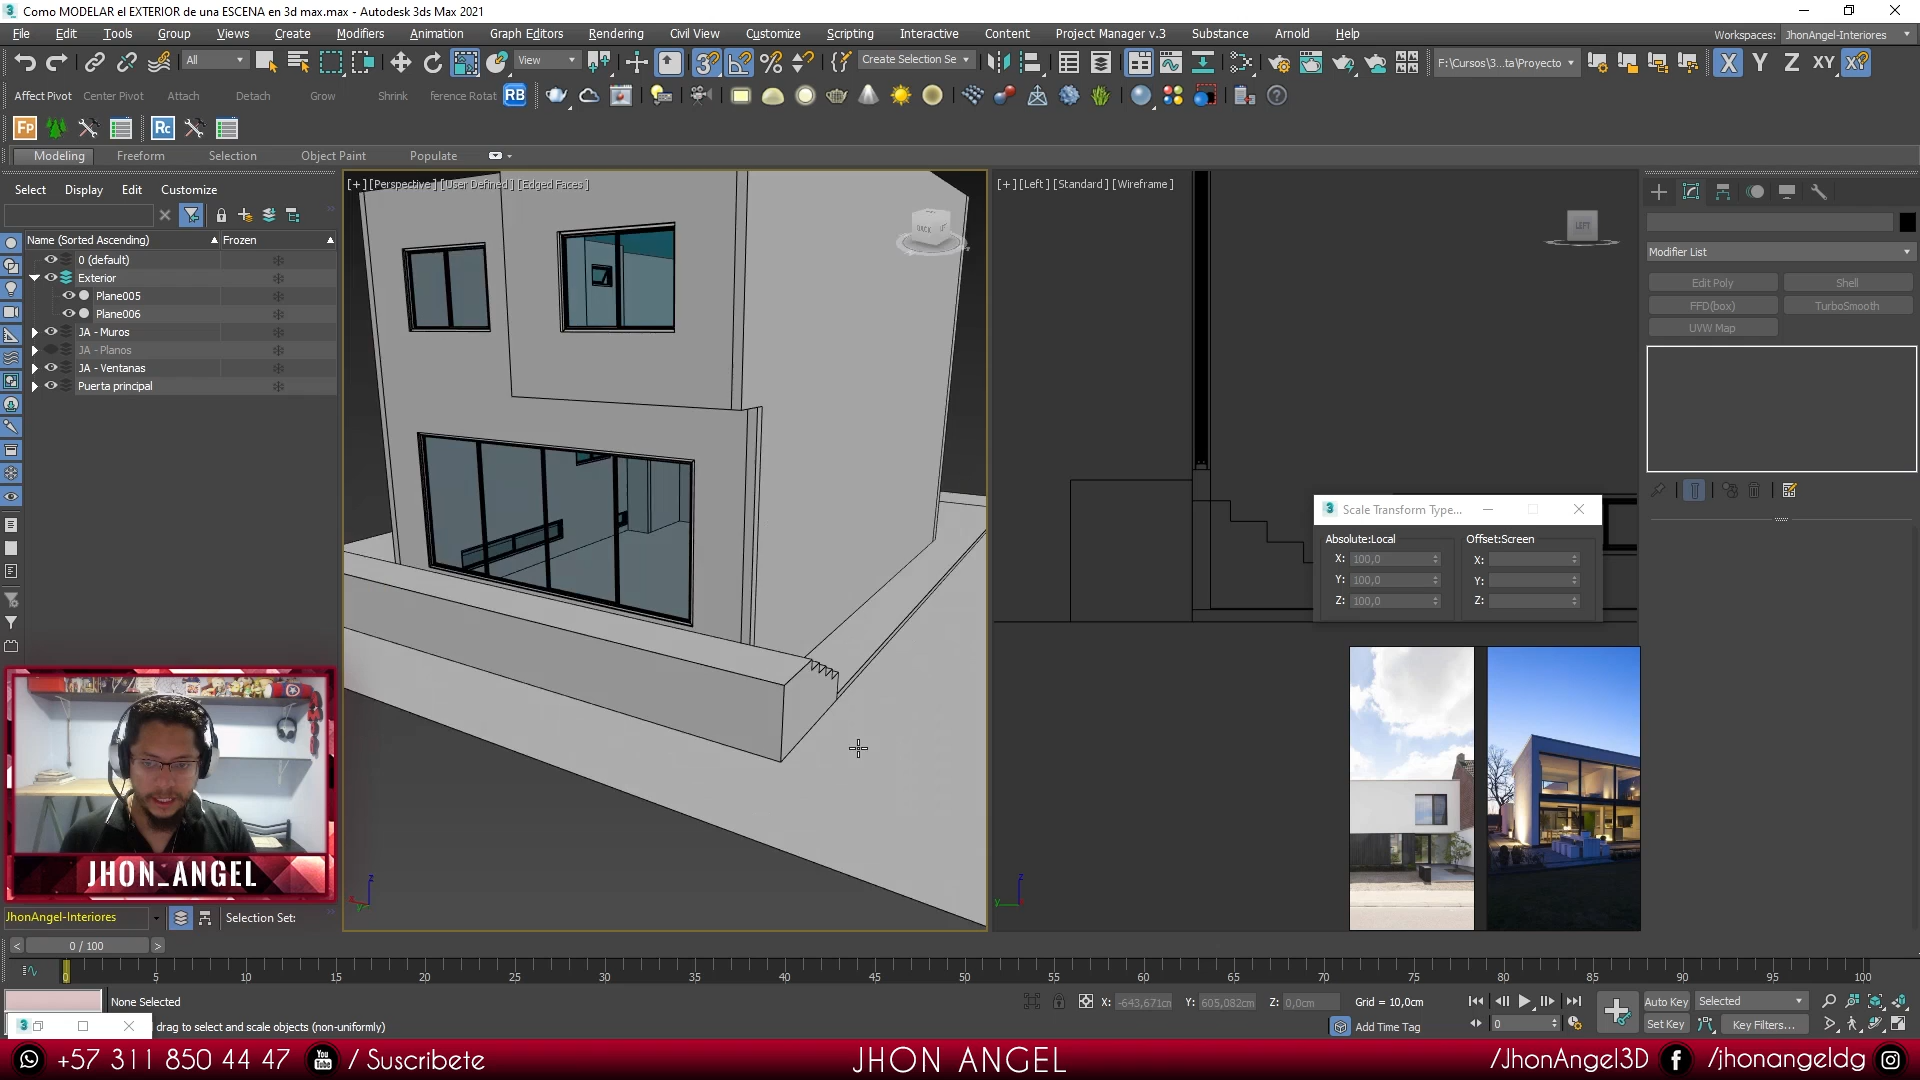 Como MODELAR el EXTERIOR de una ESCENA en 3d max.max - Autodesk 3ds Max 2021
File Edit Tools Group Views Create Modifiers Animation Graph Editors Rendering Civil View Customize Scripting Interactive Content Project Manager v.3 Substance Arnold Help
Workspaces: JhonAngel-Interiores
All View Create Selection Se F:\Cursos\3...ta\Proyecto X Y Z XY
Affect Pivot Center Pivot Attach Detach Grow Shrink ference Rotat RB
Fp Rc
Modeling Freeform Selection Object Paint Populate
Select Display Edit Customize
[+] [Perspective] [User Defined] [Edged Faces]
[+] [Left] [Standard] [Wireframe]
BACK
LEFT
Name (Sorted Ascending) Frozen
0 (default)
Exterior
Plane005
Plane006
JA - Muros
JA - Planos
JA - Ventanas
Puerta principal
Modifier List
Edit Poly Shell
FFD(box) TurboSmooth
UVW Map
Scale Transform Type...
Absolute:Local Offset:Screen
X: 100,0 X:
Y: 100,0 Y:
Z: 100,0 Z:
JHON_ANGEL
z
y
z
y
JhonAngel-Interiores Selection Set:
< 0 / 100 >
0 5 10 15 20 25 30 35 40 45 50 55 60 65 70 75 80 85 90 95 100
None Selected X: -643,671cm Y: 605,082cm Z: 0,0cm Grid = 10,0cm Auto Key Selected
drag to select and scale objects (non-uniformly) Add Time Tag 0 Set Key Key Filters...
+57 311 850 44 47 You Tube / Suscribete JHON ANGEL /JhonAngel3D /jhonangeldg